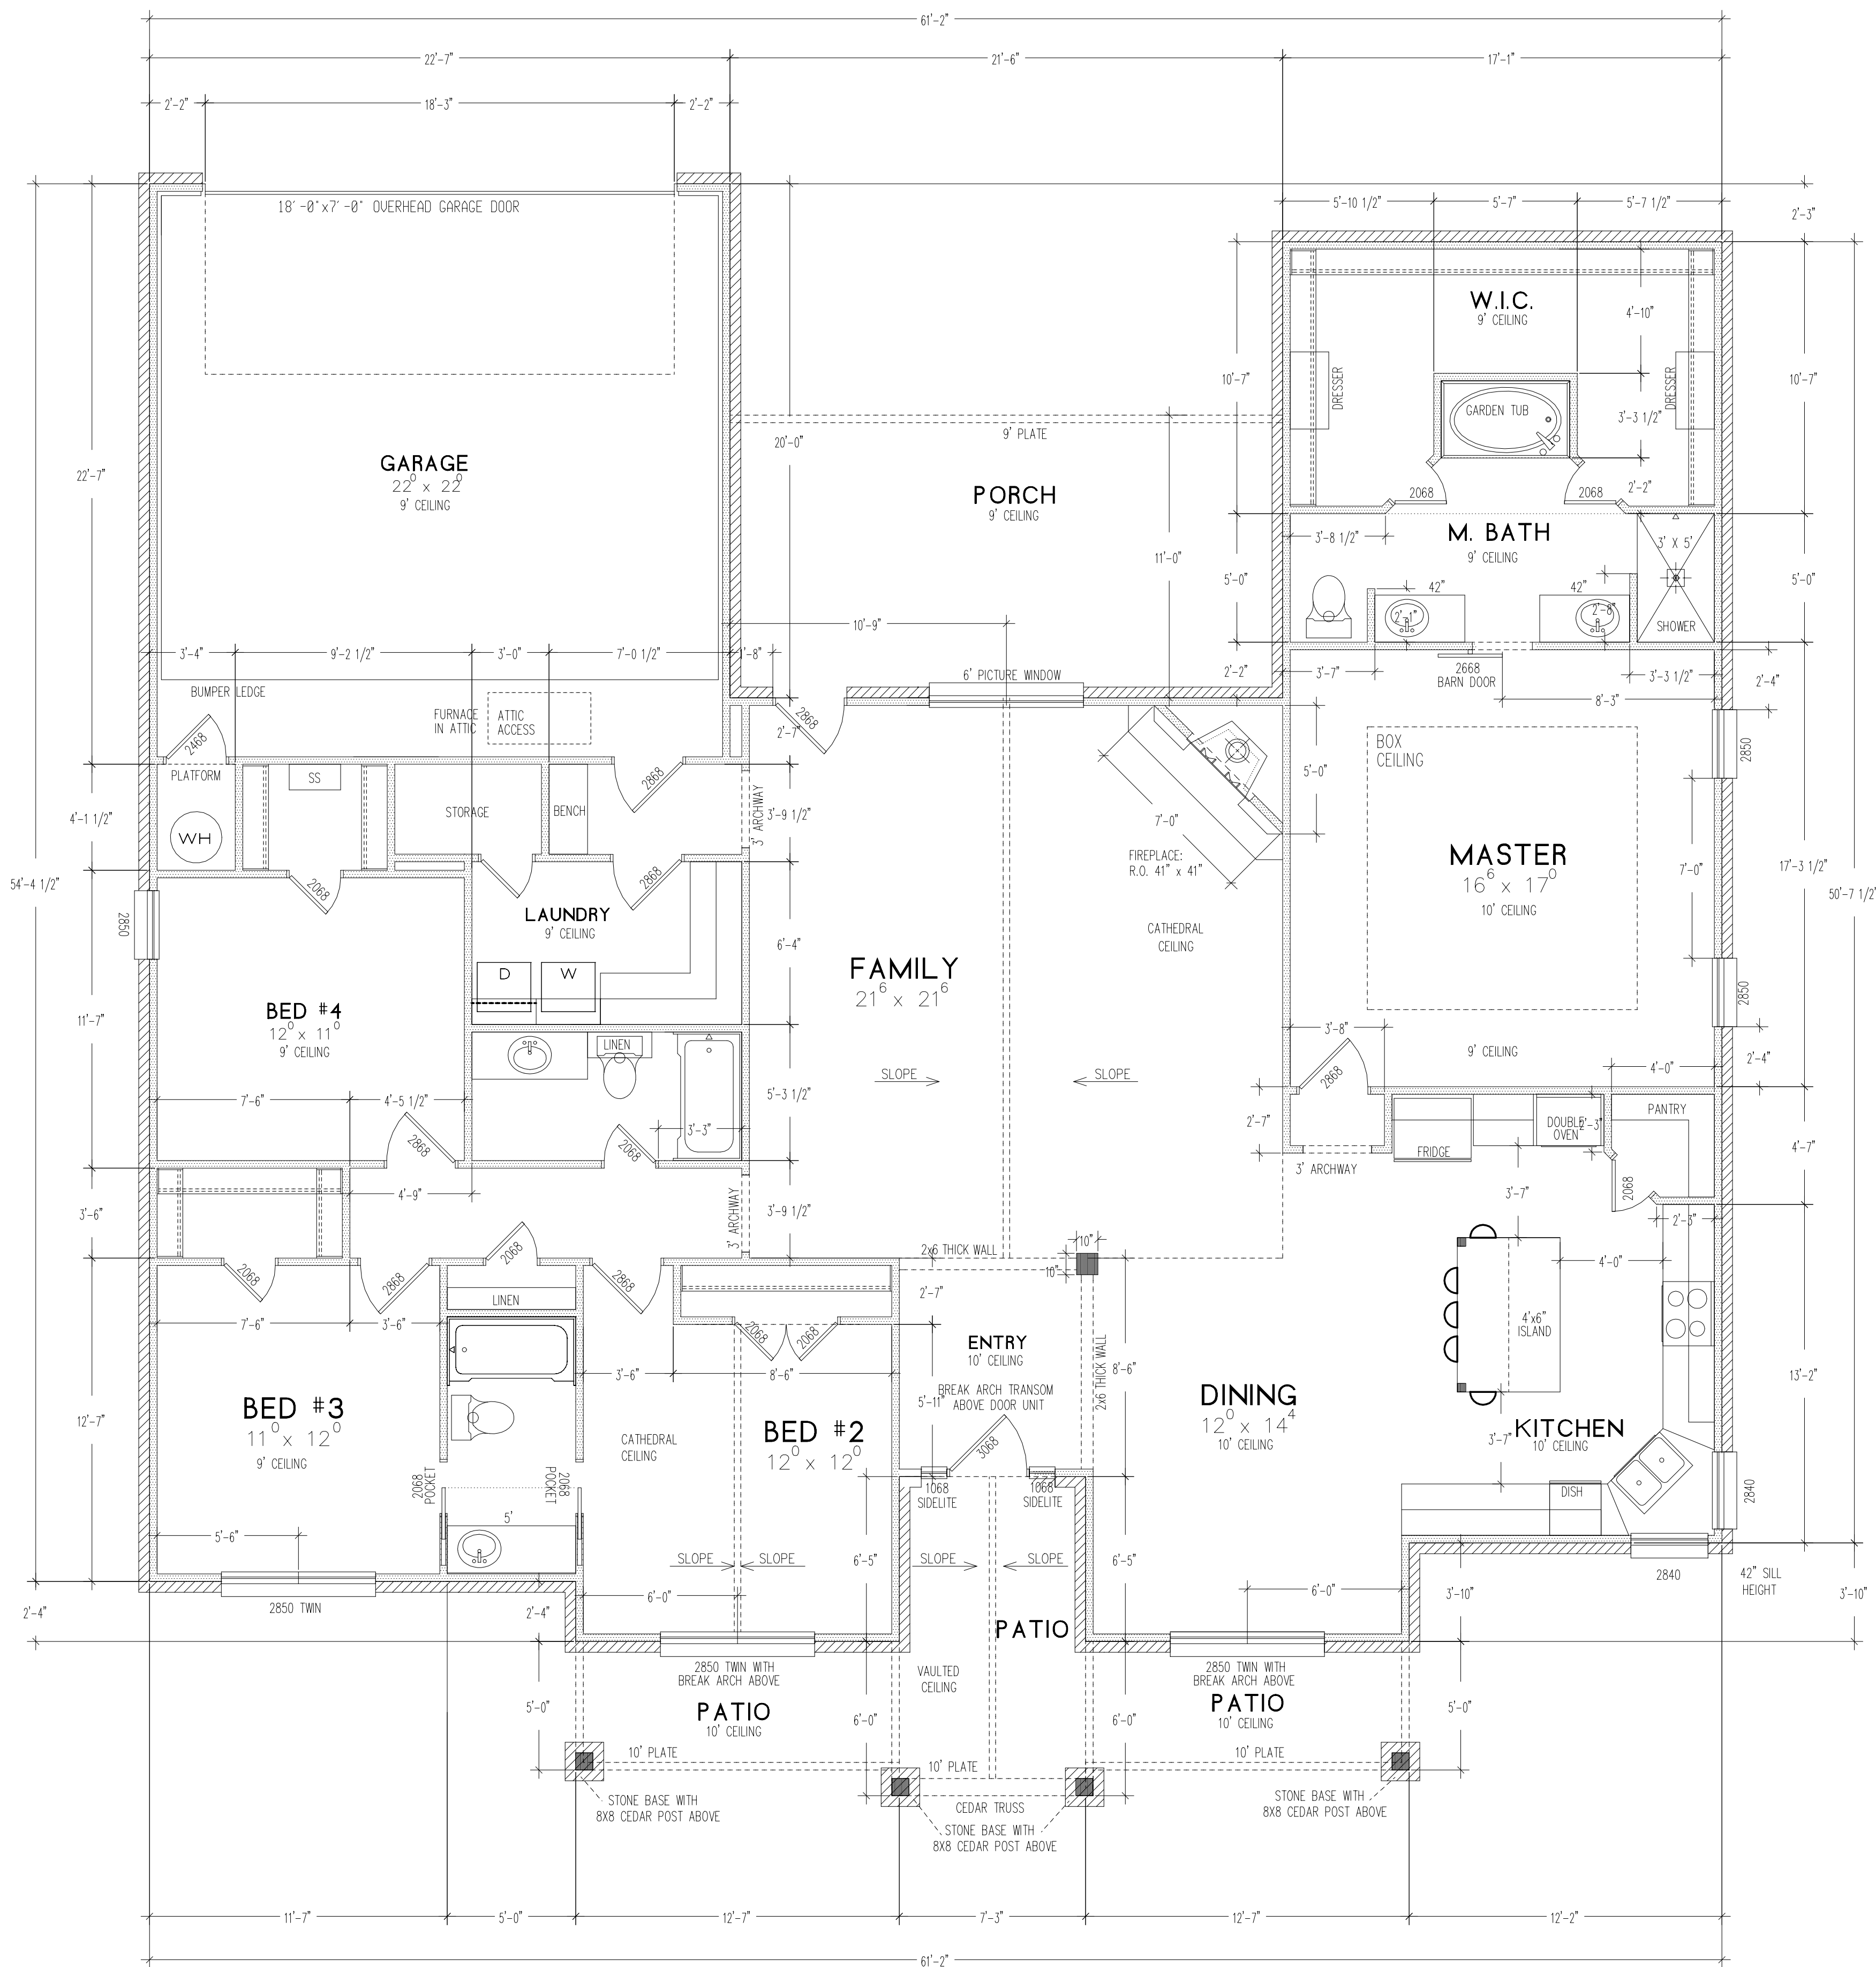 61'-2"
22'-7"
21'-6"
17'-1"
2'-2"
18'-3"
2'-2"
18'-0"x7'-0" OVERHEAD GARAGE DOOR
5'-10 1/2"
5'-7"
5'-7 1/2"
2'-3"
W.I.C.
9' CEILING
4'-10"
10'-7"
10'-7"
DRESSER
DRESSER
GARDEN TUB
3'-3 1/2"
9' PLATE
20'-0"
GARAGE
22⁰ x 22⁰
9' CEILING
22'-7"
PORCH
9' CEILING
2068
2068
2'-2"
M. BATH
9' CEILING
3'-8 1/2"
3' X 5'
11'-0"
5'-0"
5'-0"
42"
42"
2'-1"
2'-8"
SHOWER
10'-9"
3'-4"
9'-2 1/2"
3'-0"
7'-0 1/2"
1'-8"
6' PICTURE WINDOW
2'-2"
3'-7"
2668
BARN DOOR
3'-3 1/2"
2'-4"
8'-3"
BUMPER LEDGE
FURNACE
IN ATTIC
ATTIC
ACCESS
2868
2'-7"
2468
BOX
CEILING
2850
5'-0"
PLATFORM
SS
2868
STORAGE
BENCH
3' ARCHWAY
3'-9 1/2"
4'-1 1/2"
WH
7'-0"
FIREPLACE:
R.O. 41" x 41"
MASTER
16⁶ x 17⁰
10' CEILING
7'-0"
17'-3 1/2"
50'-7 1/2"
54'-4 1/2"
2068
2868
2850
LAUNDRY
9' CEILING
6'-4"
CATHEDRAL
CEILING
D
W
FAMILY
21⁶ x 21⁶
2850
BED #4
12⁰ x 11⁰
9' CEILING
11'-7"
LINEN
3'-8"
9' CEILING
2'-4"
SLOPE
SLOPE
2868
4'-0"
7'-6"
4'-5 1/2"
5'-3 1/2"
3'-3"
2868
2068
2'-7"
DOUBLE
OVEN
2'-3"
PANTRY
FRIDGE
4'-7"
3' ARCHWAY
2068
4'-9"
3'-6"
3' ARCHWAY
3'-9 1/2"
3'-7"
2'-3"
2068
2x6 THICK WALL
10"
10"
4'-0"
2068
2868
2868
LINEN
2'-7"
7'-6"
3'-6"
2068
2068
ENTRY
10' CEILING
2x6 THICK WALL
8'-6"
4'x6'
ISLAND
3'-6"
8'-6"
BREAK ARCH TRANSOM
ABOVE DOOR UNIT
5'-11"
DINING
12⁰ x 14⁴
10' CEILING
13'-2"
BED #3
11⁰ x 12⁰
9' CEILING
12'-7"
CATHEDRAL
CEILING
BED #2
12⁰ x 12⁰
3068
KITCHEN
10' CEILING
3'-7"
2068
POCKET
2068
POCKET
1068
SIDELITE
1068
SIDELITE
DISH
2840
5'
5'-6"
SLOPE
SLOPE
6'-5"
SLOPE
SLOPE
6'-5"
2840
42" SILL
HEIGHT
6'-0"
6'-0"
3'-10"
3'-10"
2850 TWIN
2'-4"
2'-4"
PATIO
2850 TWIN WITH
BREAK ARCH ABOVE
VAULTED
CEILING
2850 TWIN WITH
BREAK ARCH ABOVE
5'-0"
PATIO
10' CEILING
6'-0"
6'-0"
PATIO
10' CEILING
5'-0"
10' PLATE
10' PLATE
10' PLATE
STONE BASE WITH
8X8 CEDAR POST ABOVE
CEDAR TRUSS
STONE BASE WITH
8X8 CEDAR POST ABOVE
STONE BASE WITH
8X8 CEDAR POST ABOVE
11'-7"
5'-0"
12'-7"
7'-3"
12'-7"
12'-2"
61'-2"